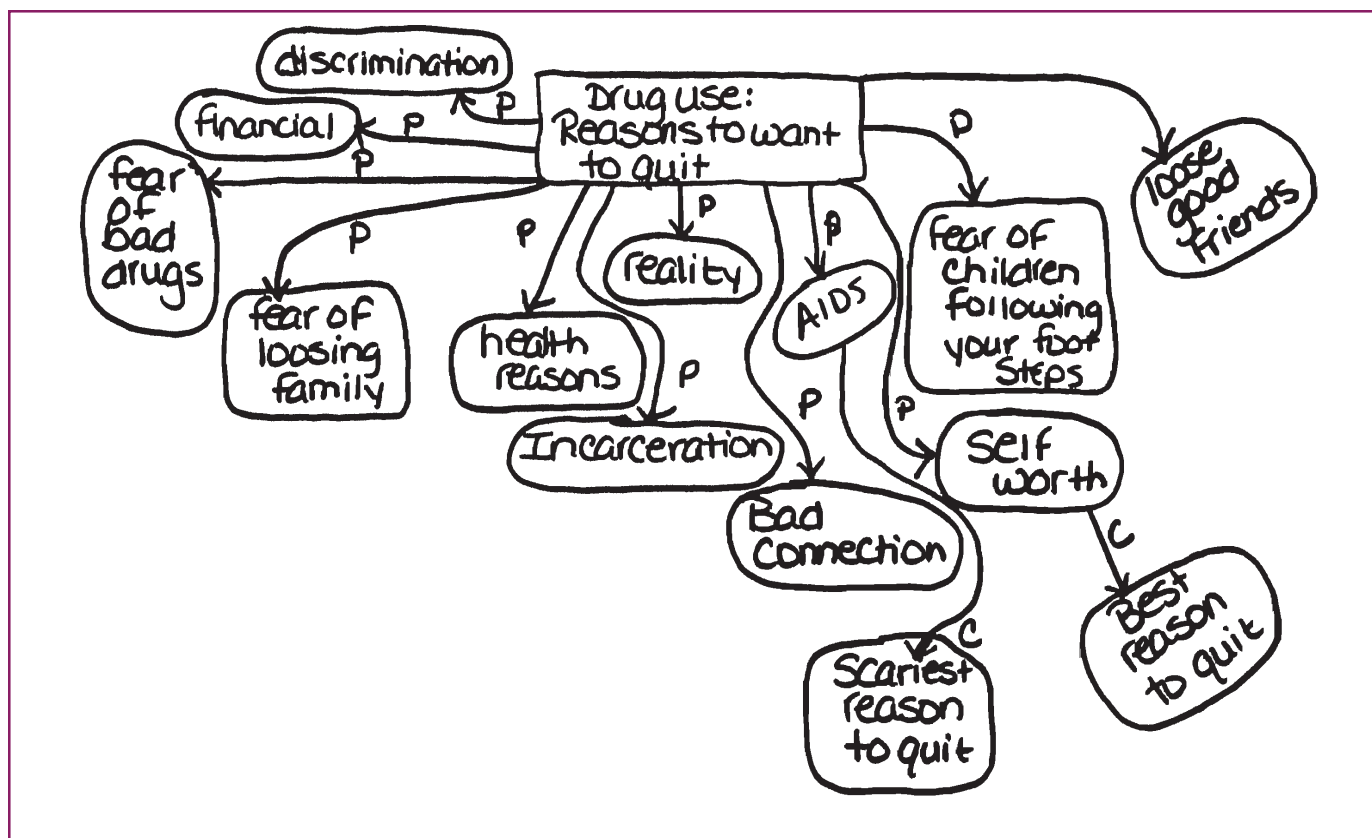 discrimination
P
Drug use:
Reasons to want
to quit
financial
P
P
fear
of
bad
drugs
P
fear of
loosing
family
P
health
reasons
P
reality
P
Incarceration
P
Bad
Connection
P
AIDS
P
Self
worth
P
fear of
children
following
your foot
Steps
loose
good
friends
C
Scariest
reason
to quit
C
Best
reason
to quit